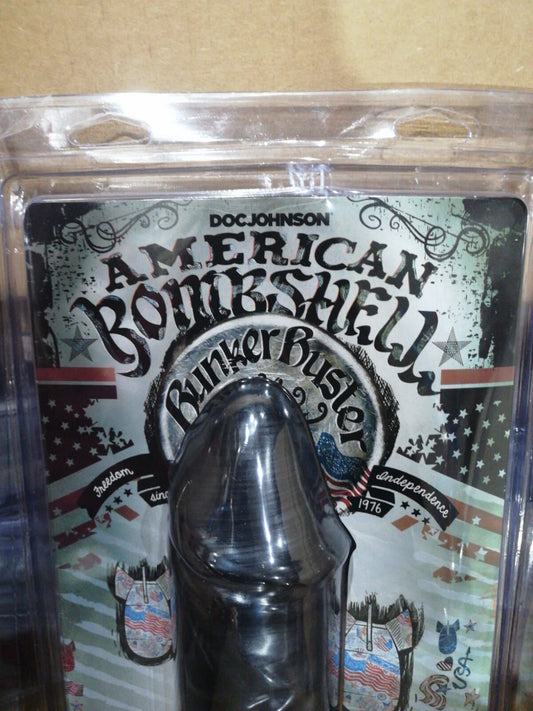 DOC JOHNSON®
AMERICAN
BOMBSHELL
Bunker Buster
Freedom
Independence
1976
USA